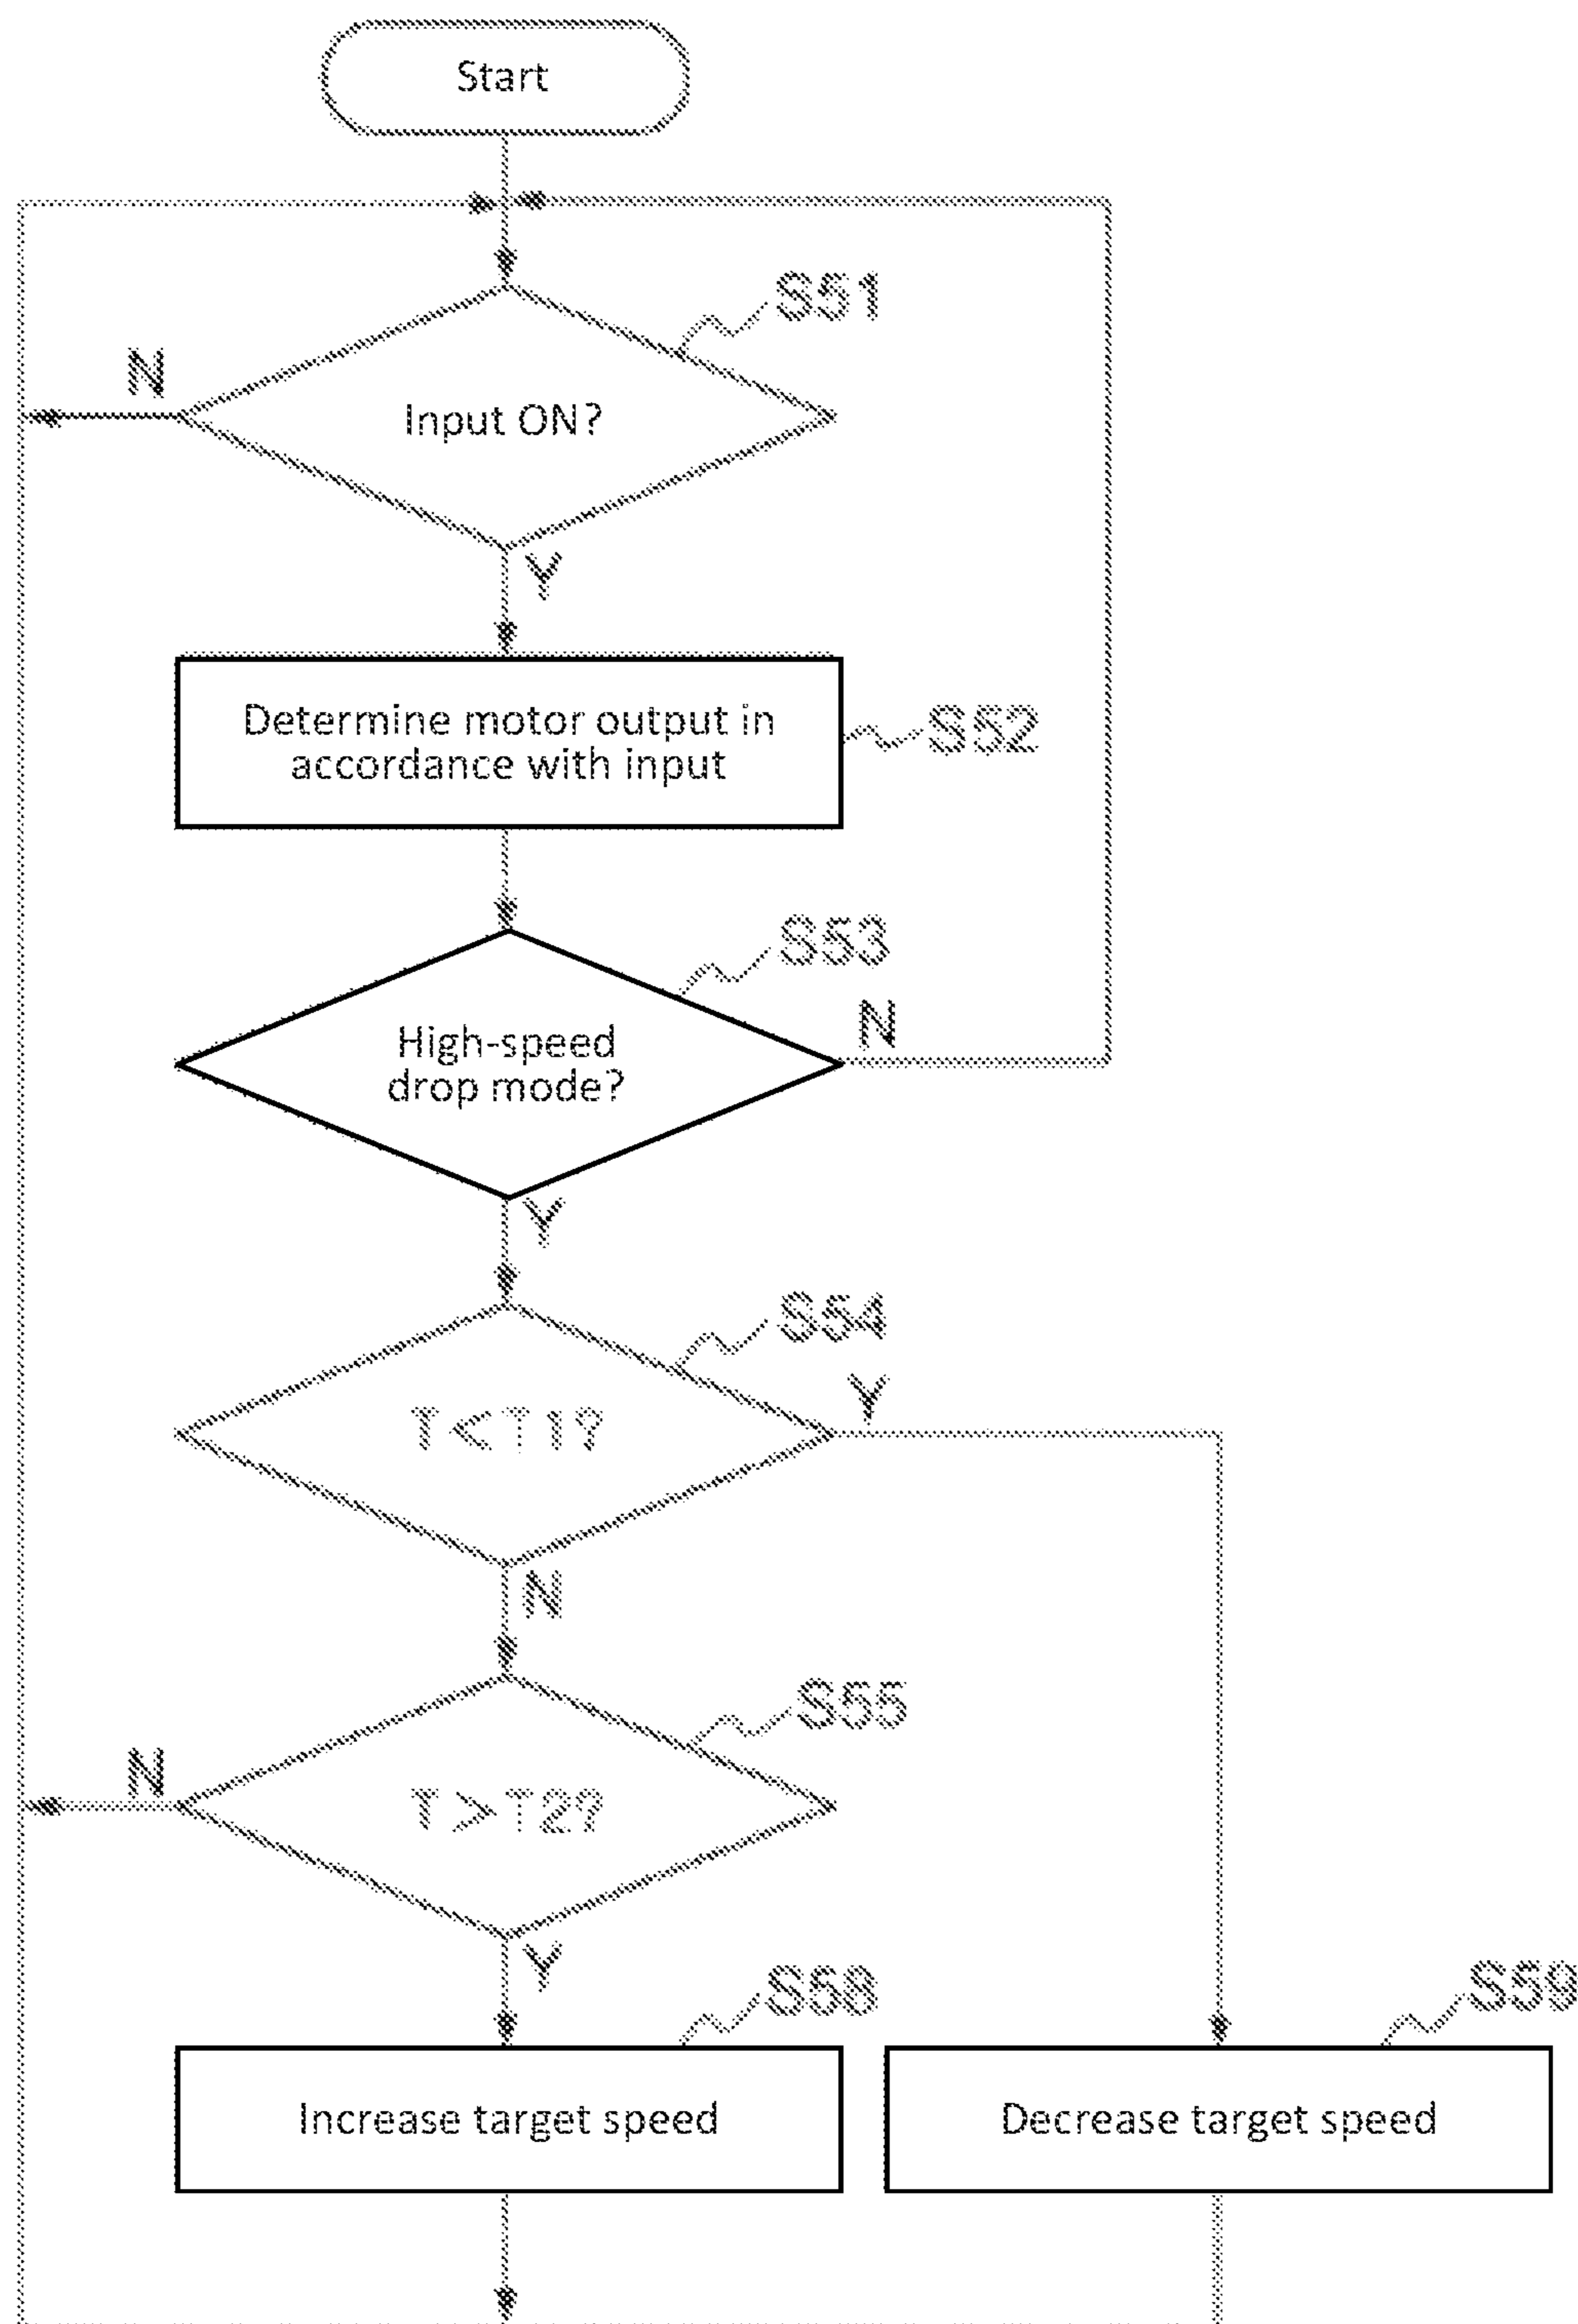 Start
S51
N
Input ON?
Y
Determine motor output in
accordance with input
S52
S53
N
High-speed
drop mode?
Y
S54
Y
T<T1?
N
S55
N
T>T2?
Y
S58
S59
Increase target speed
Decrease target speed